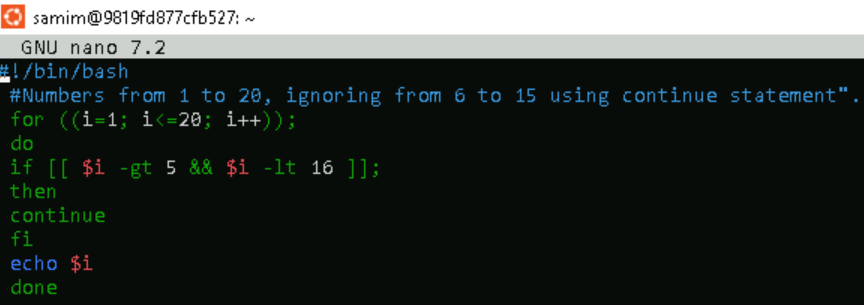 samim@9819fd877cfb527: ~
GNU nano 7.2
#!/bin/bash
#Numbers from 1 to 20, ignoring from 6 to 15 using continue statement".
for ((i=1; i<=20; i++));
do
if [[ $i -gt 5 && $i -lt 16 ]];
then
continue
fi
echo $i
done